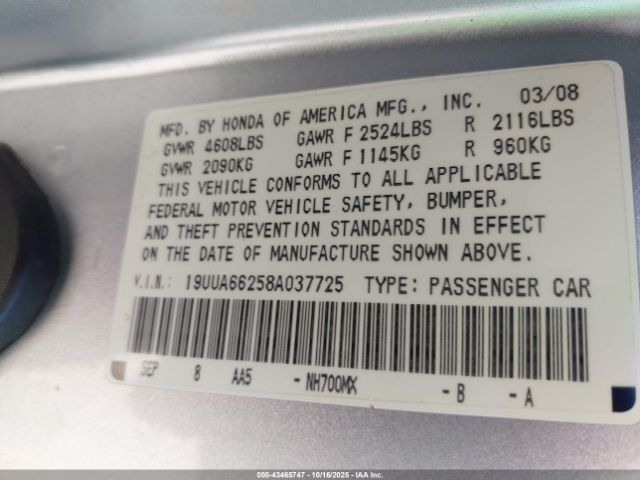 MFD. BY HONDA OF AMERICA MFG., INC. 03/08
GVWR 4608LBS GAWR F 2524LBS R 2116LBS
GVWR 2090KG GAWR F 1145KG R 960KG
THIS VEHICLE CONFORMS TO ALL APPLICABLE
FEDERAL MOTOR VEHICLE SAFETY, BUMPER,
AND THEFT PREVENTION STANDARDS IN EFFECT
ON THE DATE OF MANUFACTURE SHOWN ABOVE.
V.I.N.: 19UUA66258A037725 TYPE: PASSENGER CAR
SEP 8 AA5 -NH700MX -B -A
000-43465747 - 10/16/2025 - IAAI.com